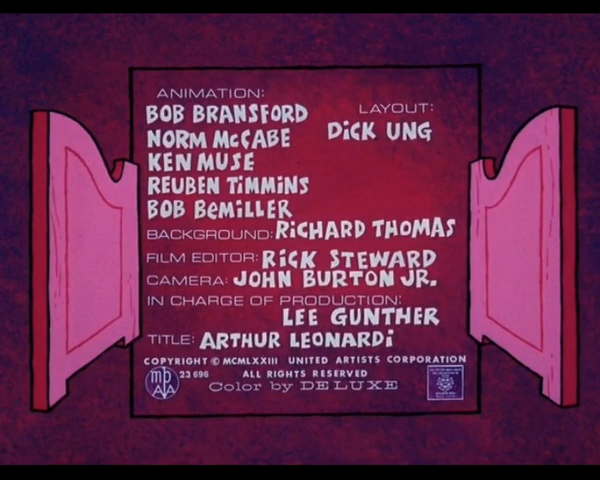 ANIMATION:
BOB BRANSFORD
NORM McCABE
KEN MUSE
REUBEN TIMMINS
BOB BEMILLER
LAYOUT:
DICK UNG
BACKGROUND: RICHARD THOMAS
FILM EDITOR: RICK STEWARD
CAMERA: JOHN BURTON JR.
IN CHARGE OF PRODUCTION:
LEE GUNTHER
TITLE: ARTHUR LEONARDI
COPYRIGHT © MCMLXXIII UNITED ARTISTS CORPORATION
ALL RIGHTS RESERVED
23696
Color by DELUXE